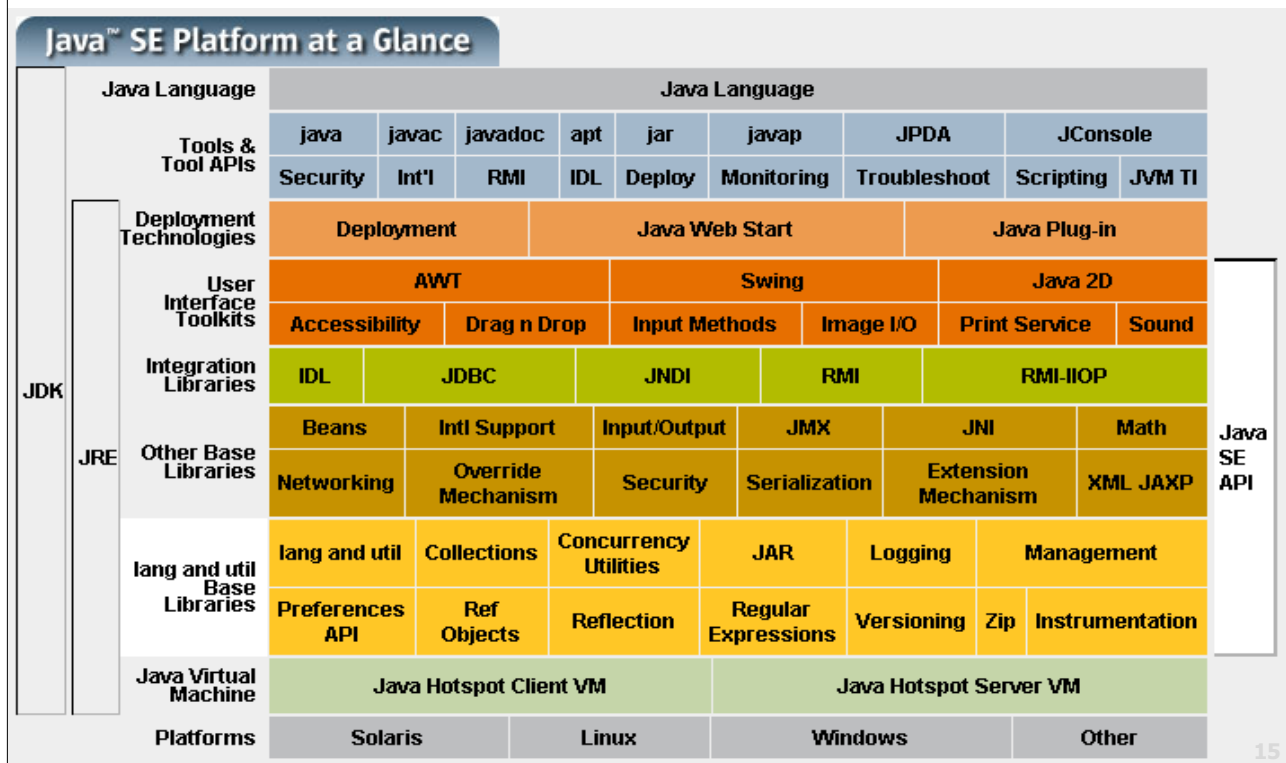 Java™ SE Platform at a Glance
Java Language
Java Language
Tools &
Tool APIs
java javac javadoc apt jar javap JPDA JConsole
Security Int'l RMI IDL Deploy Monitoring Troubleshoot Scripting JVM TI
Deployment
Technologies
Deployment Java Web Start Java Plug-in
User
Interface
Toolkits
AWT Swing Java 2D
Accessibility Drag n Drop Input Methods Image I/O Print Service Sound
Integration
Libraries
IDL JDBC JNDI RMI RMI-IIOP
JDK
JRE
Other Base
Libraries
Beans Intl Support Input/Output JMX JNI Math
Networking Override Mechanism Security Serialization Extension Mechanism XML JAXP
Java
SE
API
lang and util
Base
Libraries
lang and util Collections Concurrency Utilities JAR Logging Management
Preferences API Ref Objects Reflection Regular Expressions Versioning Zip Instrumentation
Java Virtual
Machine
Java Hotspot Client VM Java Hotspot Server VM
Platforms
Solaris Linux Windows Other
15